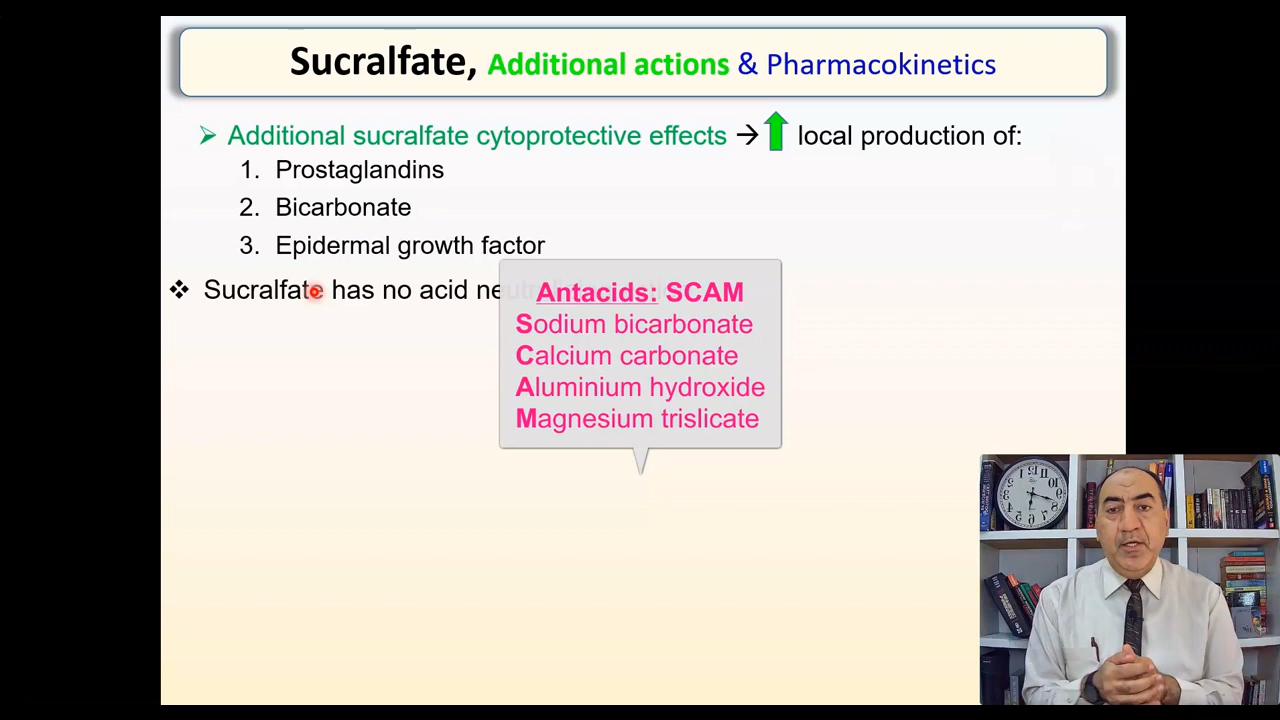 Sucralfate, Additional actions & Pharmacokinetics
➢ Additional sucralfate cytoprotective effects → local production of:
1. Prostaglandins
2. Bicarbonate
3. Epidermal growth factor
❖ Sucralfate has no acid
Antacids: SCAM
Sodium bicarbonate
Calcium carbonate
Aluminium hydroxide
Magnesium trislicate